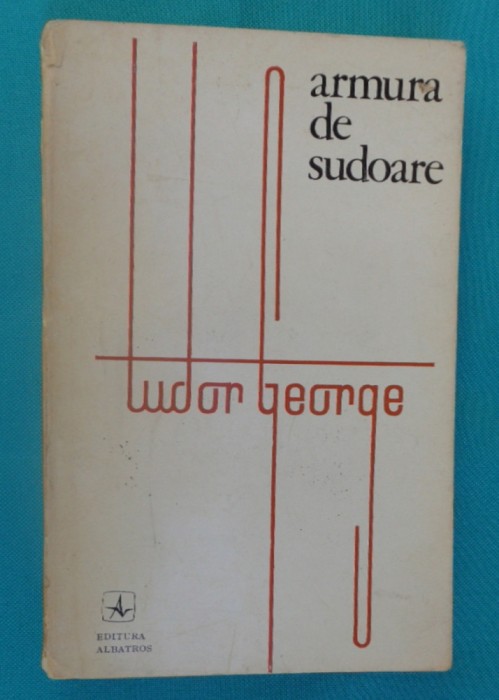 armura
de
sudoare
tudor george
EDITURA
ALBATROS